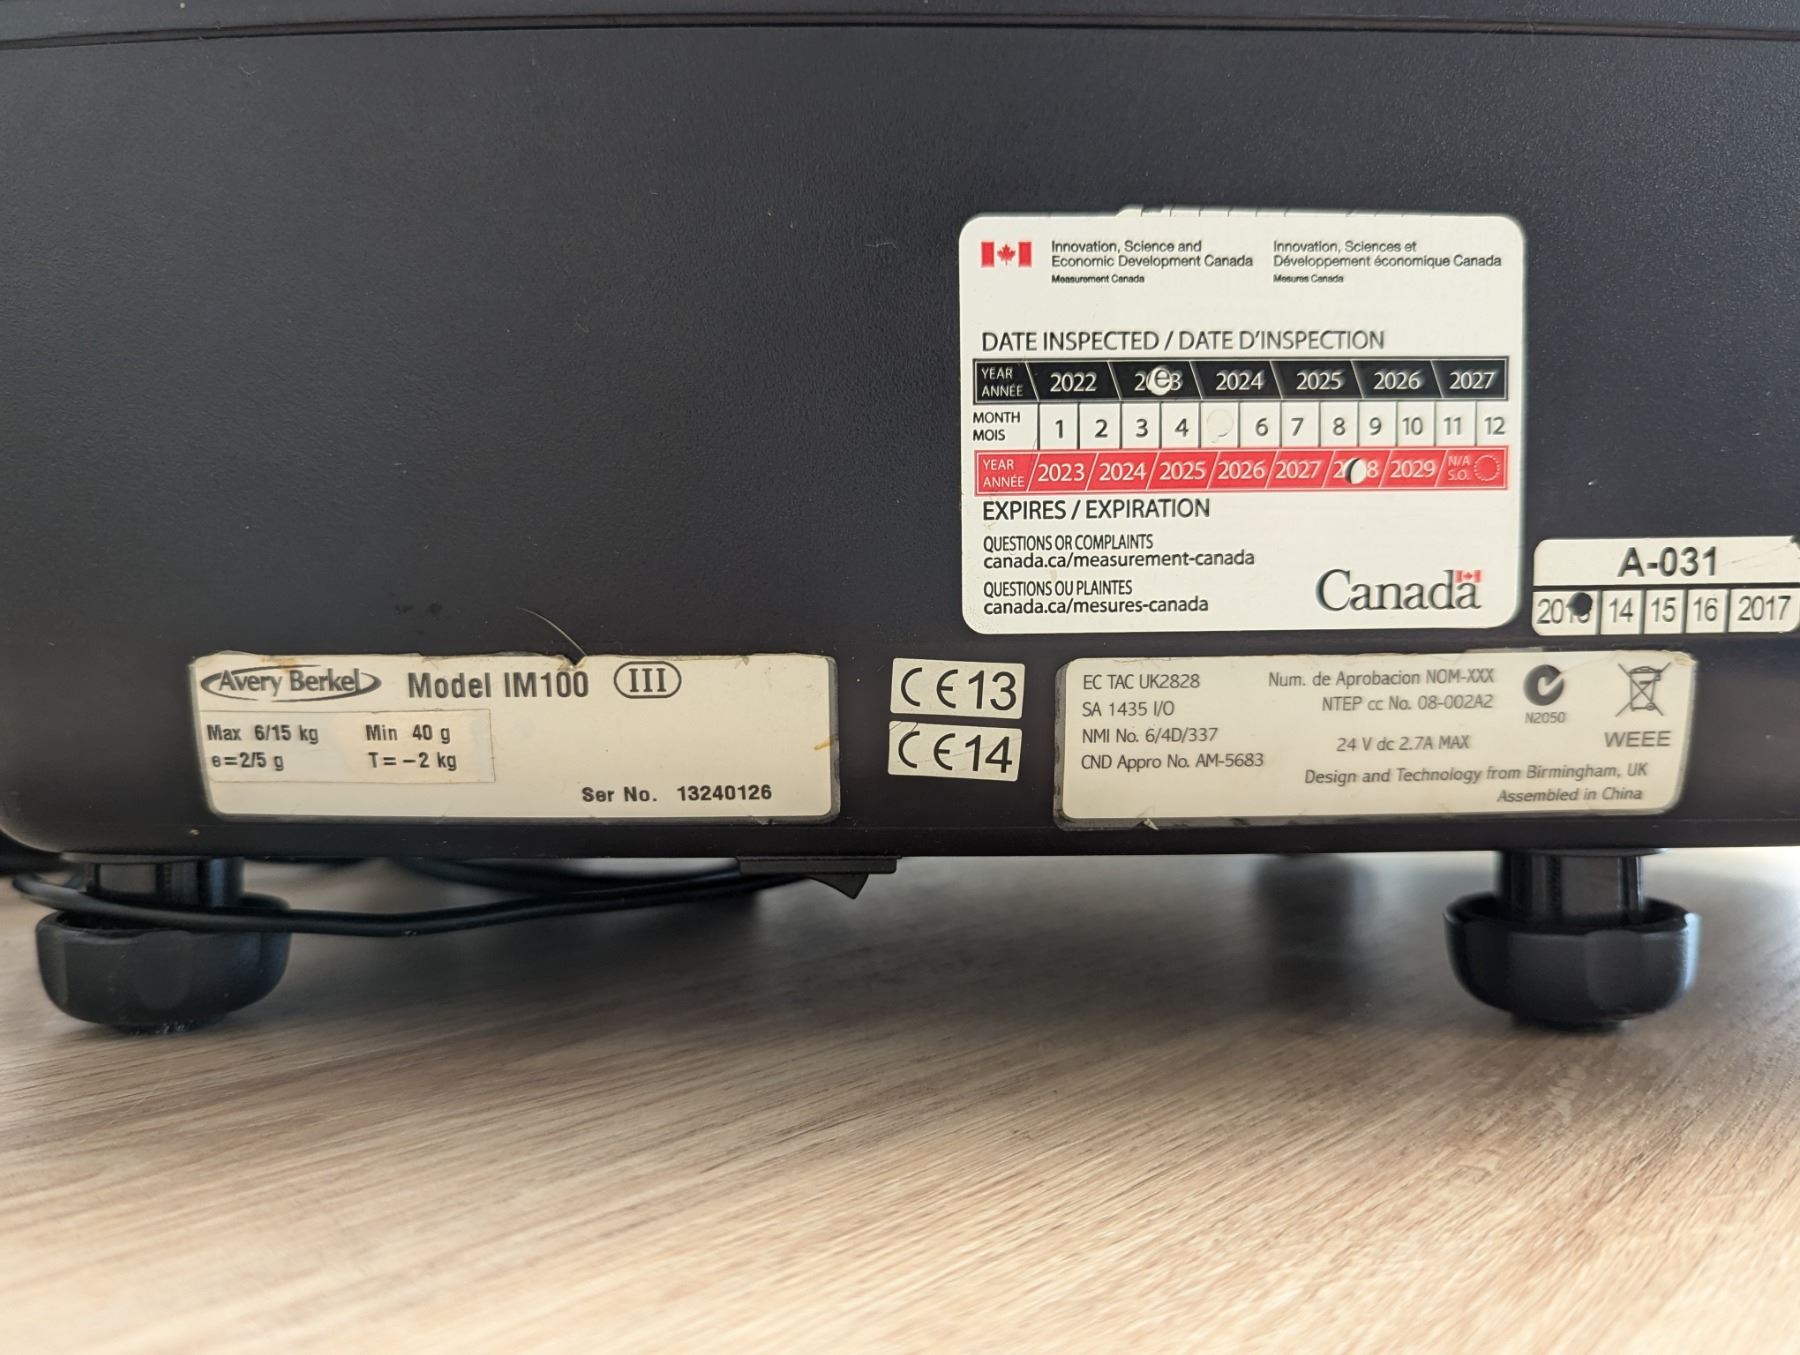 Innovation, Science and
Economic Development Canada
Measurement Canada
Innovation, Sciences et
Développement économique Canada
Mesures Canada
DATE INSPECTED / DATE D'INSPECTION
YEAR ANNÉE 2022 2023 2024 2025 2026 2027
MONTH MOIS 1 2 3 4 6 7 8 9 10 11 12
YEAR ANNÉE 2023 2024 2025 2026 2027 2028 2029 N/A S.O.
EXPIRES / EXPIRATION
QUESTIONS OR COMPLAINTS
canada.ca/measurement-canada
QUESTIONS OU PLAINTES
canada.ca/mesures-canada
Canada
A-031
2013 14 15 16 2017
Avery Berkel Model IM100 III
Max 6/15 kg Min 40 g
e=2/5 g T=-2 kg
Ser No. 13240126
CE13
CE14
EC TAC UK2828
SA 1435 I/O
NMI No. 6/4D/337
CND Appro No. AM-5683
Num. de Aprobacion NOM-XXX
NTEP cc No. 08-002A2
24 V dc 2.7A MAX
Design and Technology from Birmingham, UK
Assembled in China
N2050
WEEE